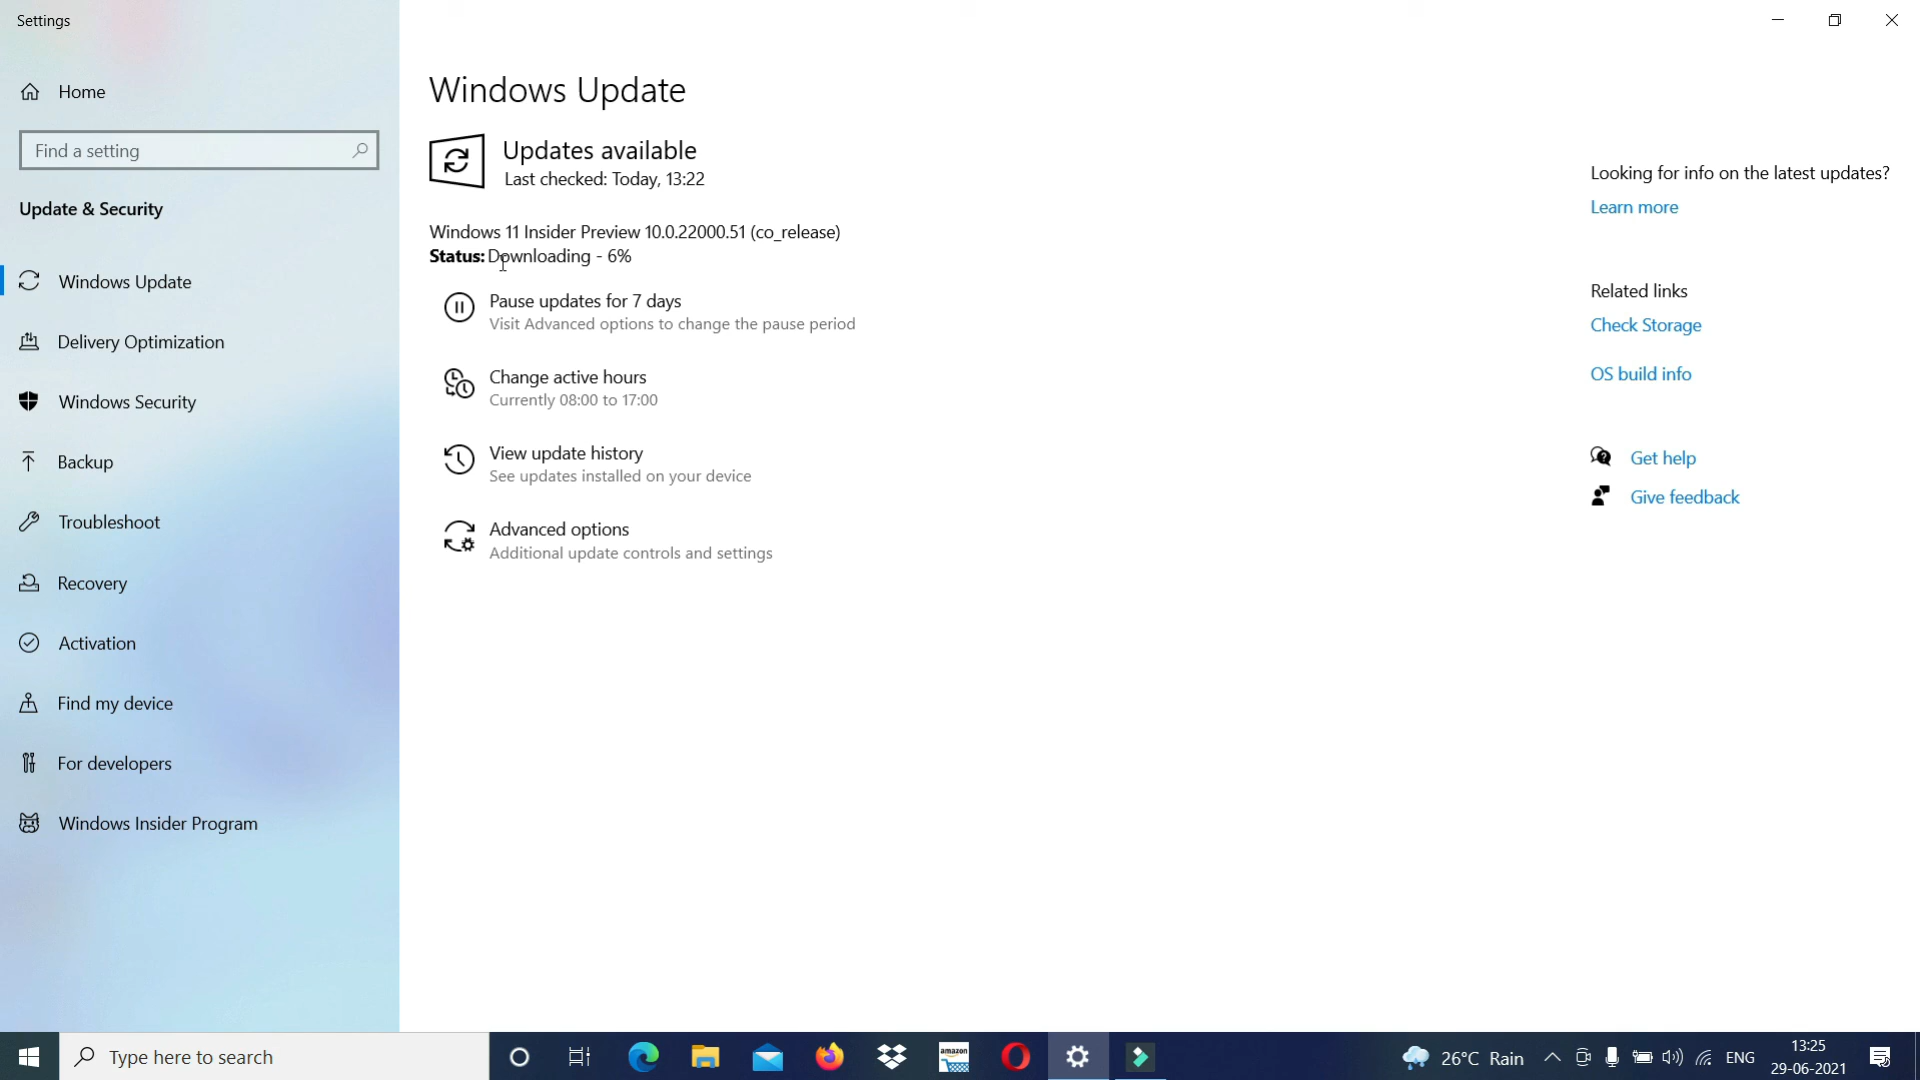 Settings
Home
Find a setting
Update & Security
Windows Update
Delivery Optimization
Windows Security
Backup
Troubleshoot
Recovery
Activation
Find my device
For developers
Windows Insider Program
Windows Update
Updates available
Last checked: Today, 13:22
Windows 11 Insider Preview 10.0.22000.51 (co_release)
Status: Downloading - 6%
Pause updates for 7 days
Visit Advanced options to change the pause period
Change active hours
Currently 08:00 to 17:00
View update history
See updates installed on your device
Advanced options
Additional update controls and settings
Looking for info on the latest updates?
Learn more
Related links
Check Storage
OS build info
Get help
Give feedback
Type here to search
amazon
26°C Rain
ENG
13:25
29-06-2021